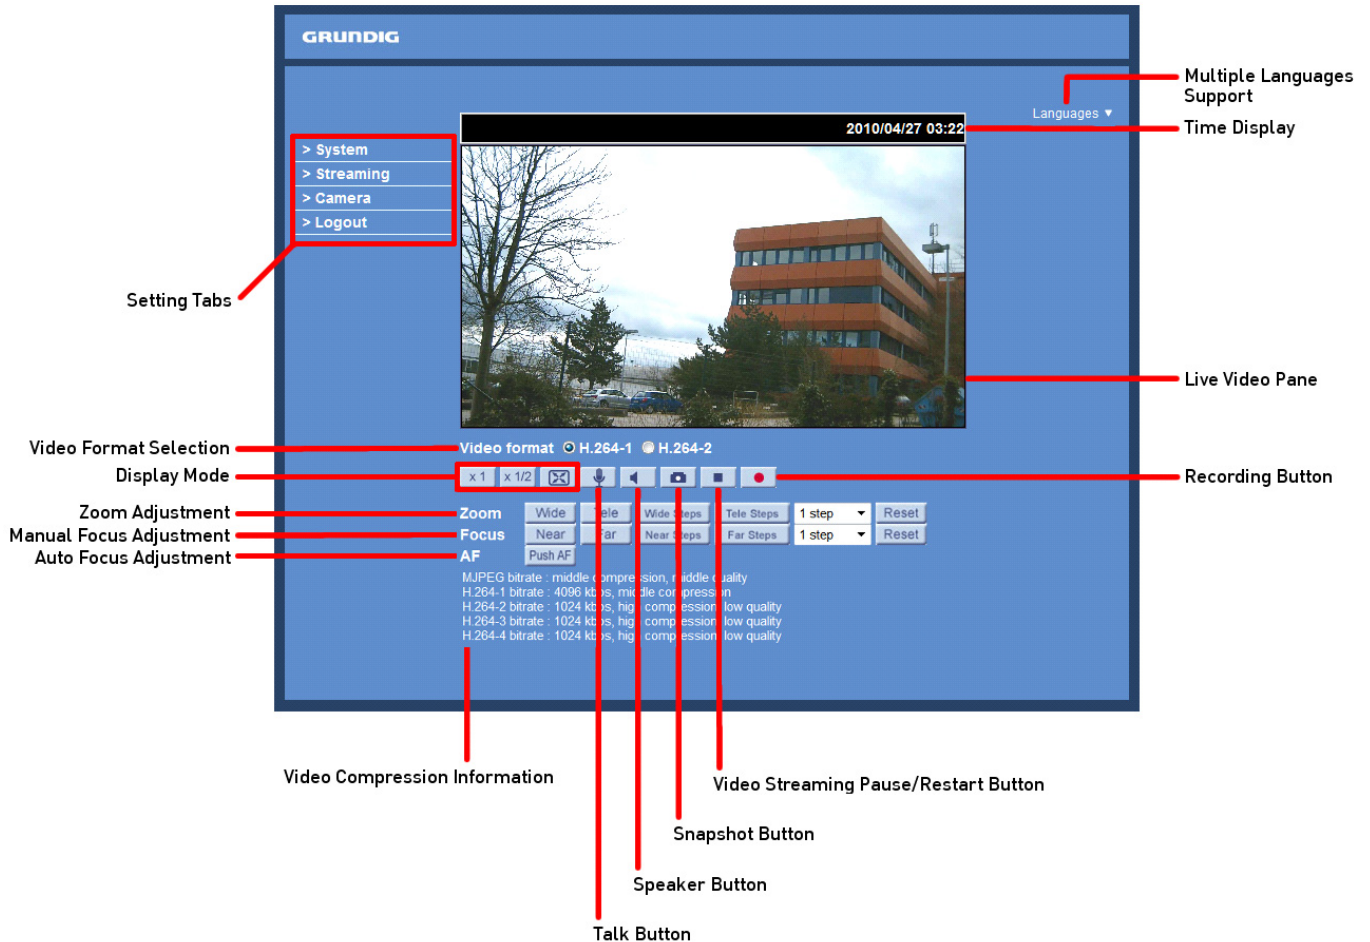 GRUNDIG
Multiple Languages
Support
Languages ▼
Time Display
2010/04/27 03:22
> System
> Streaming
> Camera
> Logout
Setting Tabs
Live Video Pane
Video Format Selection
Video format H.264-1 H.264-2
Display Mode
x 1 x 1/2
Recording Button
Zoom Adjustment
Zoom Wide Tele Wide Steps Tele Steps 1 step Reset
Manual Focus Adjustment
Focus Near Far Near Steps Far Steps 1 step Reset
Auto Focus Adjustment
AF Push AF
MJPEG bitrate : middle compression, middle quality
H.264-1 bitrate : 4096 kbps, middle compression
H.264-2 bitrate : 1024 kbps, high compression, low quality
H.264-3 bitrate : 1024 kbps, high compression, low quality
H.264-4 bitrate : 1024 kbps, high compression, low quality
Video Compression Information
Video Streaming Pause/Restart Button
Snapshot Button
Speaker Button
Talk Button